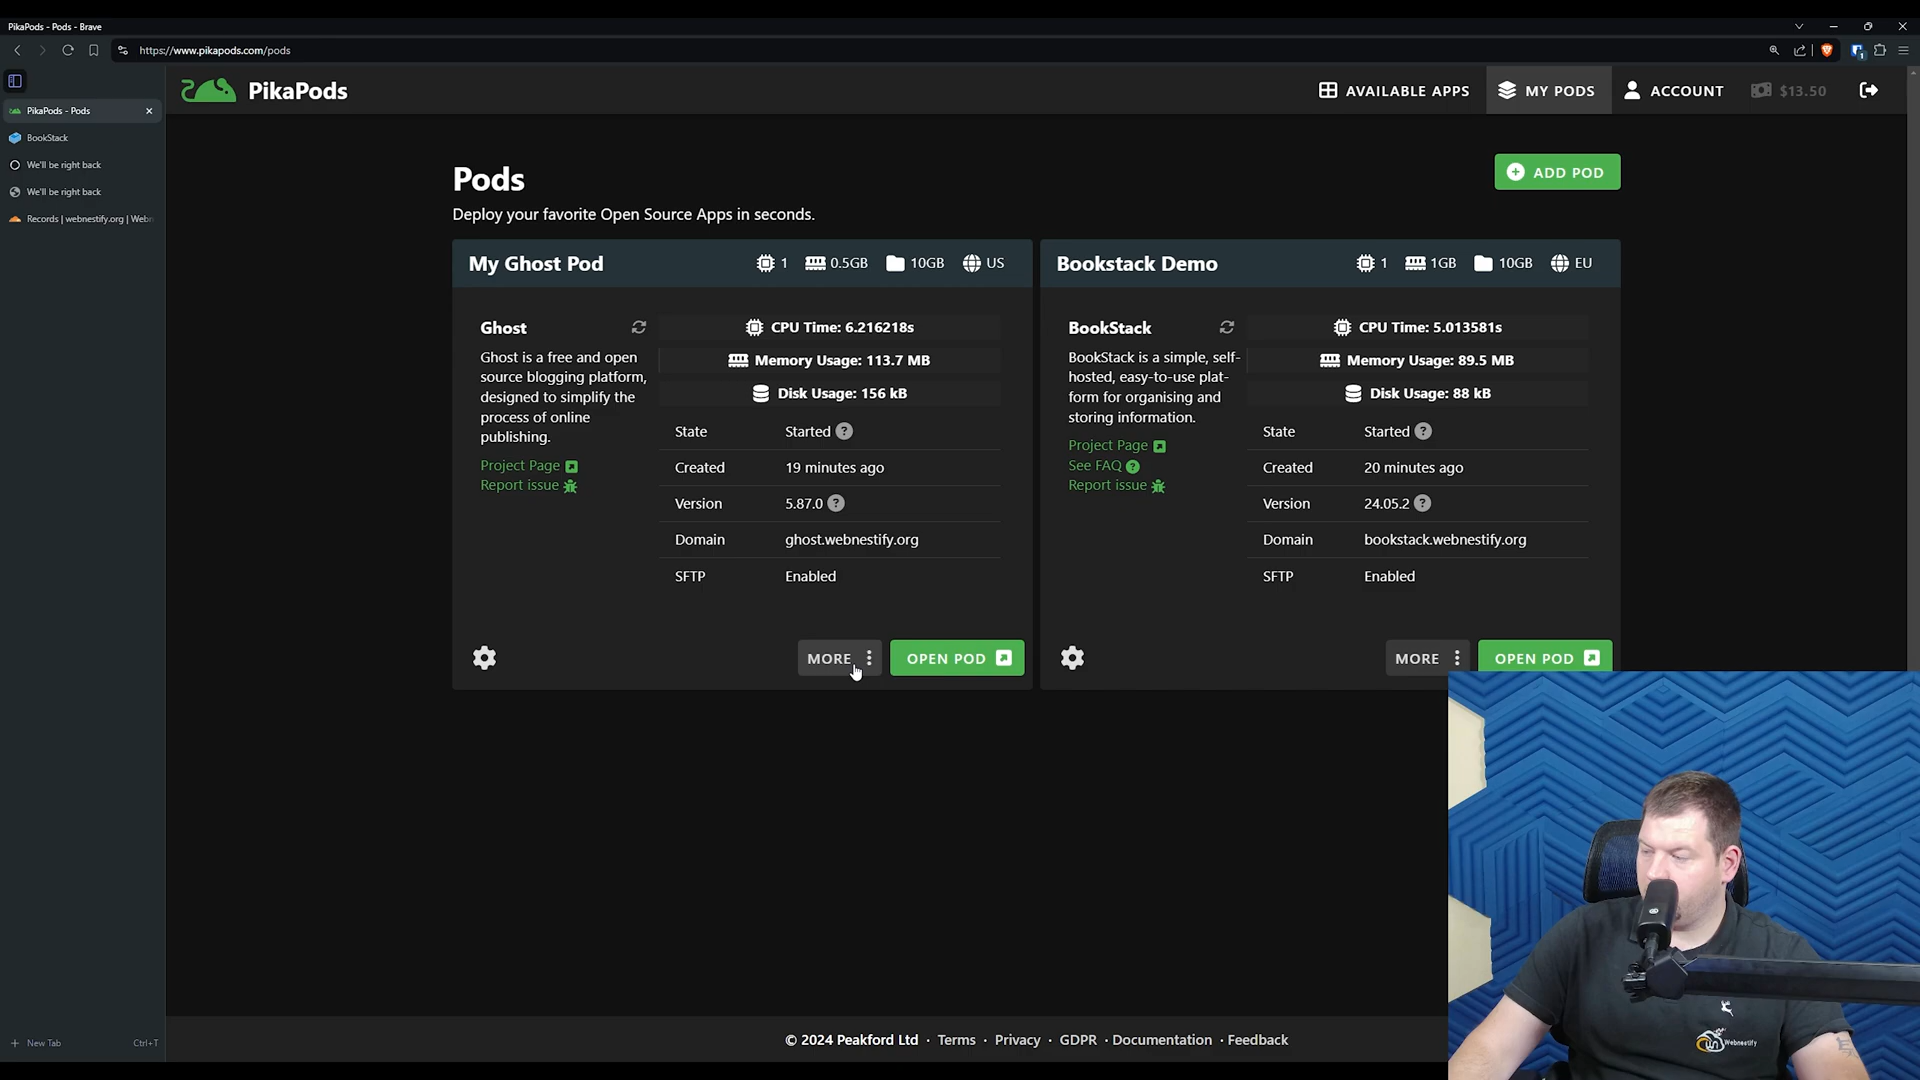 PikaPods - Pods - Brave
https://www.pikapods.com/pods
PikaPods - Pods
BookStack
We'll be right back
We'll be right back
Records | webnestify.org | Webn
New Tab
Ctrl+T
PikaPods
AVAILABLE APPS
MY PODS
ACCOUNT
$13.50
Pods
ADD POD
Deploy your favorite Open Source Apps in seconds.
My Ghost Pod
1
0.5GB
10GB
US
Ghost
Ghost is a free and open
source blogging platform,
designed to simplify the
process of online
publishing.
Project Page
Report issue
CPU Time: 6.216218s
Memory Usage: 113.7 MB
Disk Usage: 156 kB
State Started ?
Created 19 minutes ago
Version 5.87.0 ?
Domain ghost.webnestify.org
SFTP Enabled
MORE
OPEN POD
Bookstack Demo
1
1GB
10GB
EU
BookStack
BookStack is a simple, self-
hosted, easy-to-use plat-
form for organising and
storing information.
Project Page
See FAQ ?
Report issue
CPU Time: 5.013581s
Memory Usage: 89.5 MB
Disk Usage: 88 kB
State Started ?
Created 20 minutes ago
Version 24.05.2 ?
Domain bookstack.webnestify.org
SFTP Enabled
MORE
OPEN POD
© 2024 Peakford Ltd · Terms · Privacy · GDPR · Documentation · Feedback
Webnestify